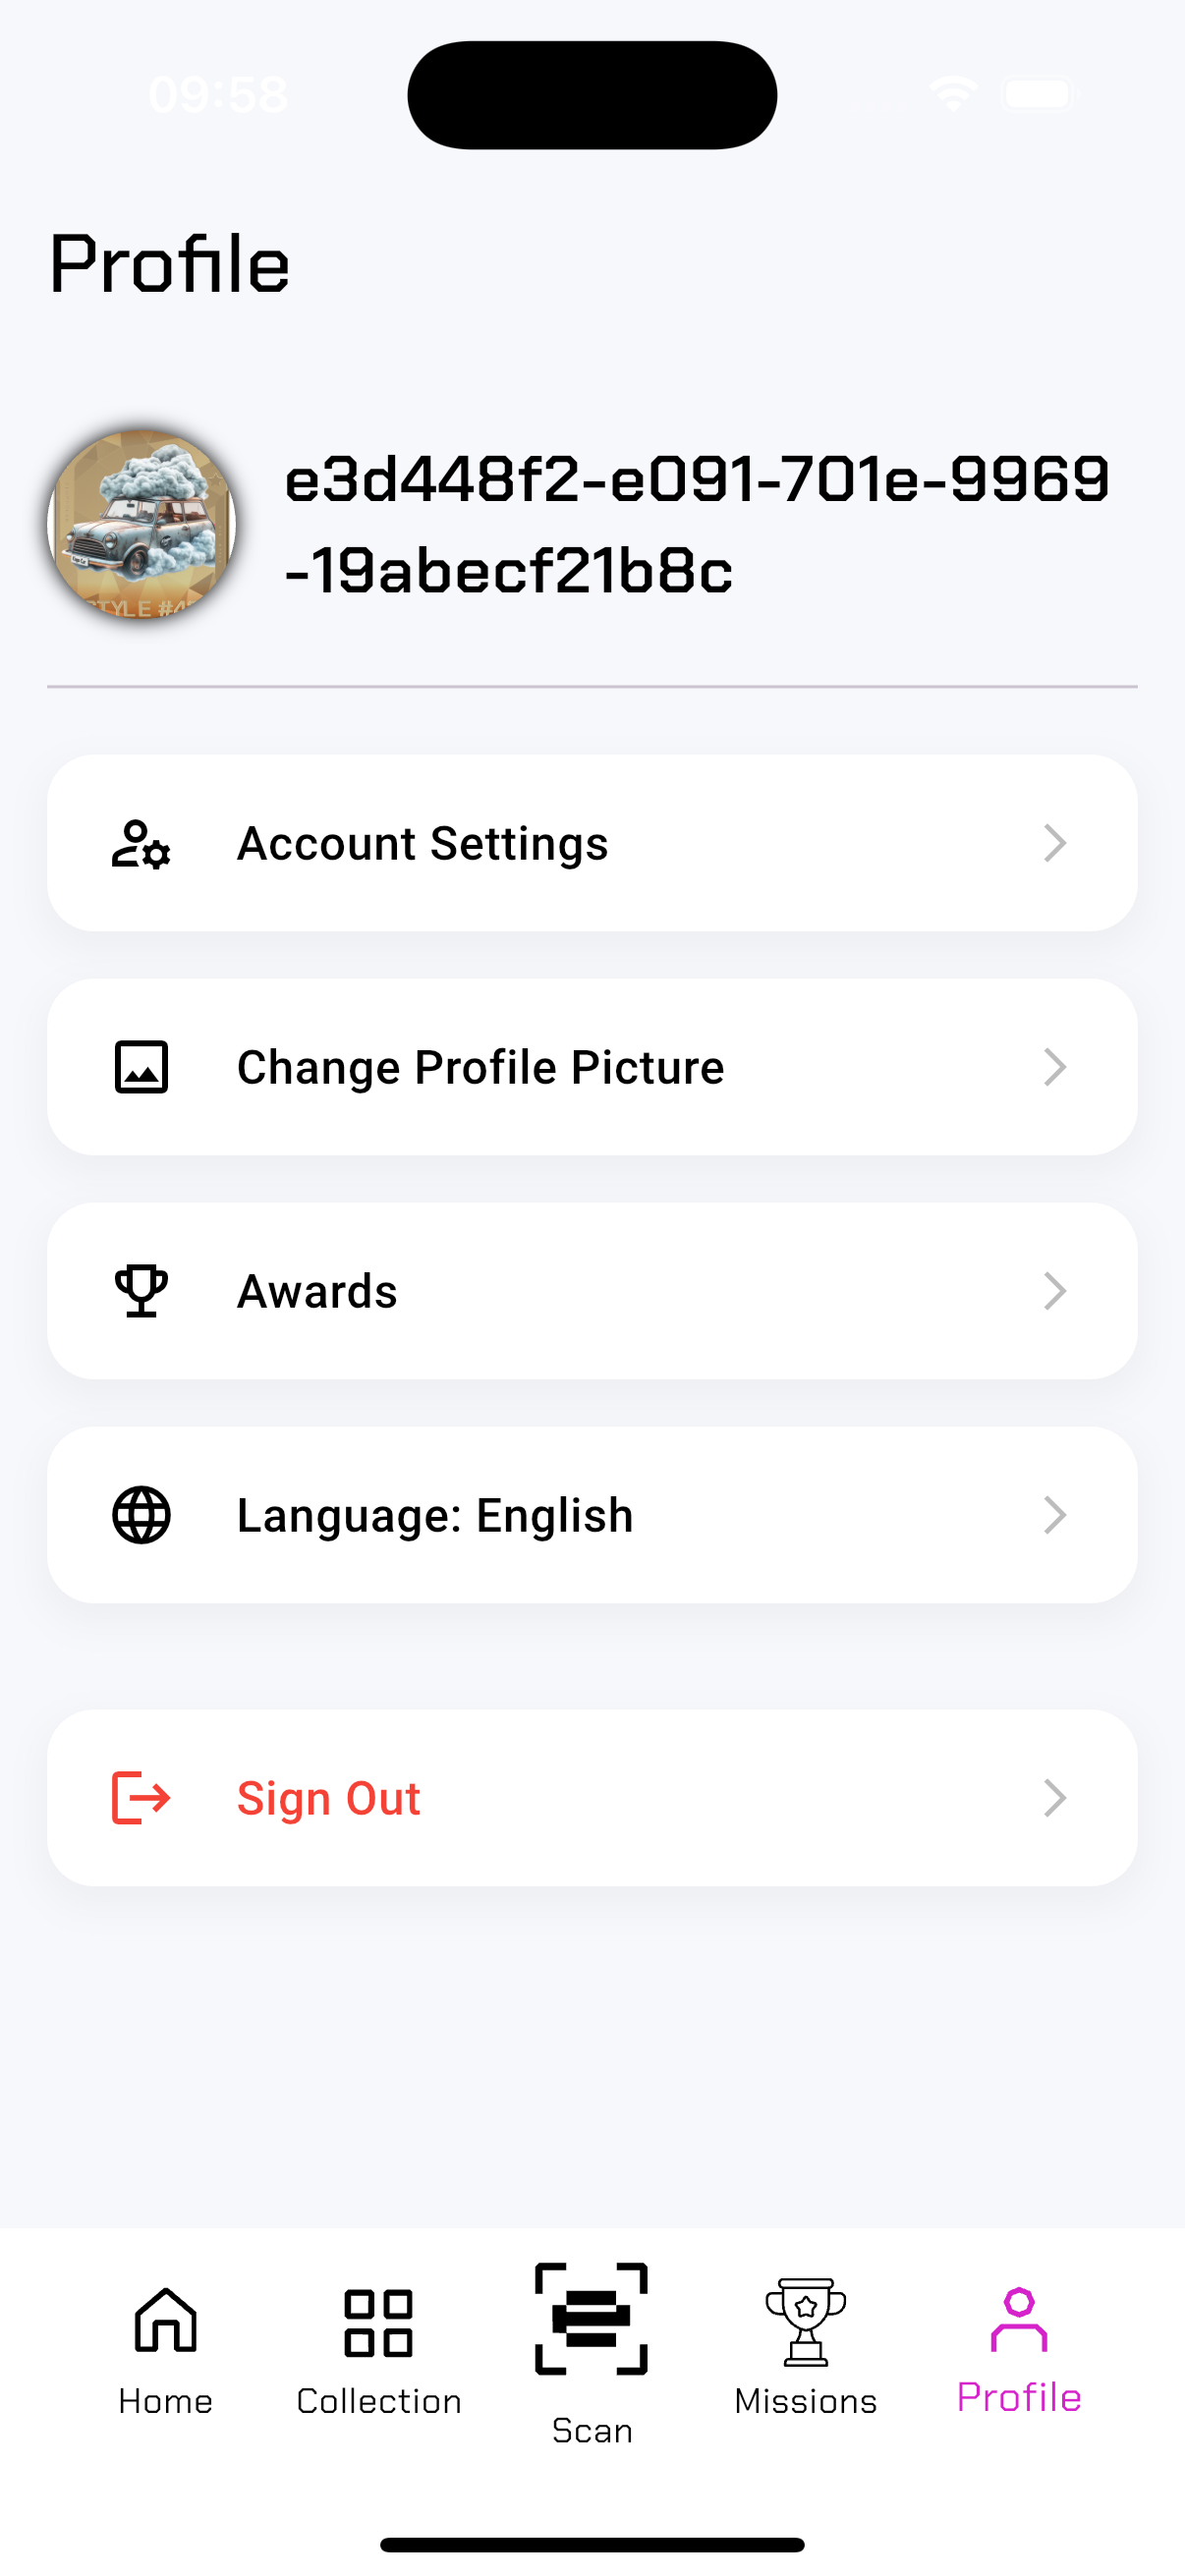 09:58
Profile
e3d448f2-e091-701e-9969
-19abecf21b8c
STYLE
Account Settings
Change Profile Picture
Awards
Language: English
Sign Out
Home
Collection
Scan
Missions
Profile